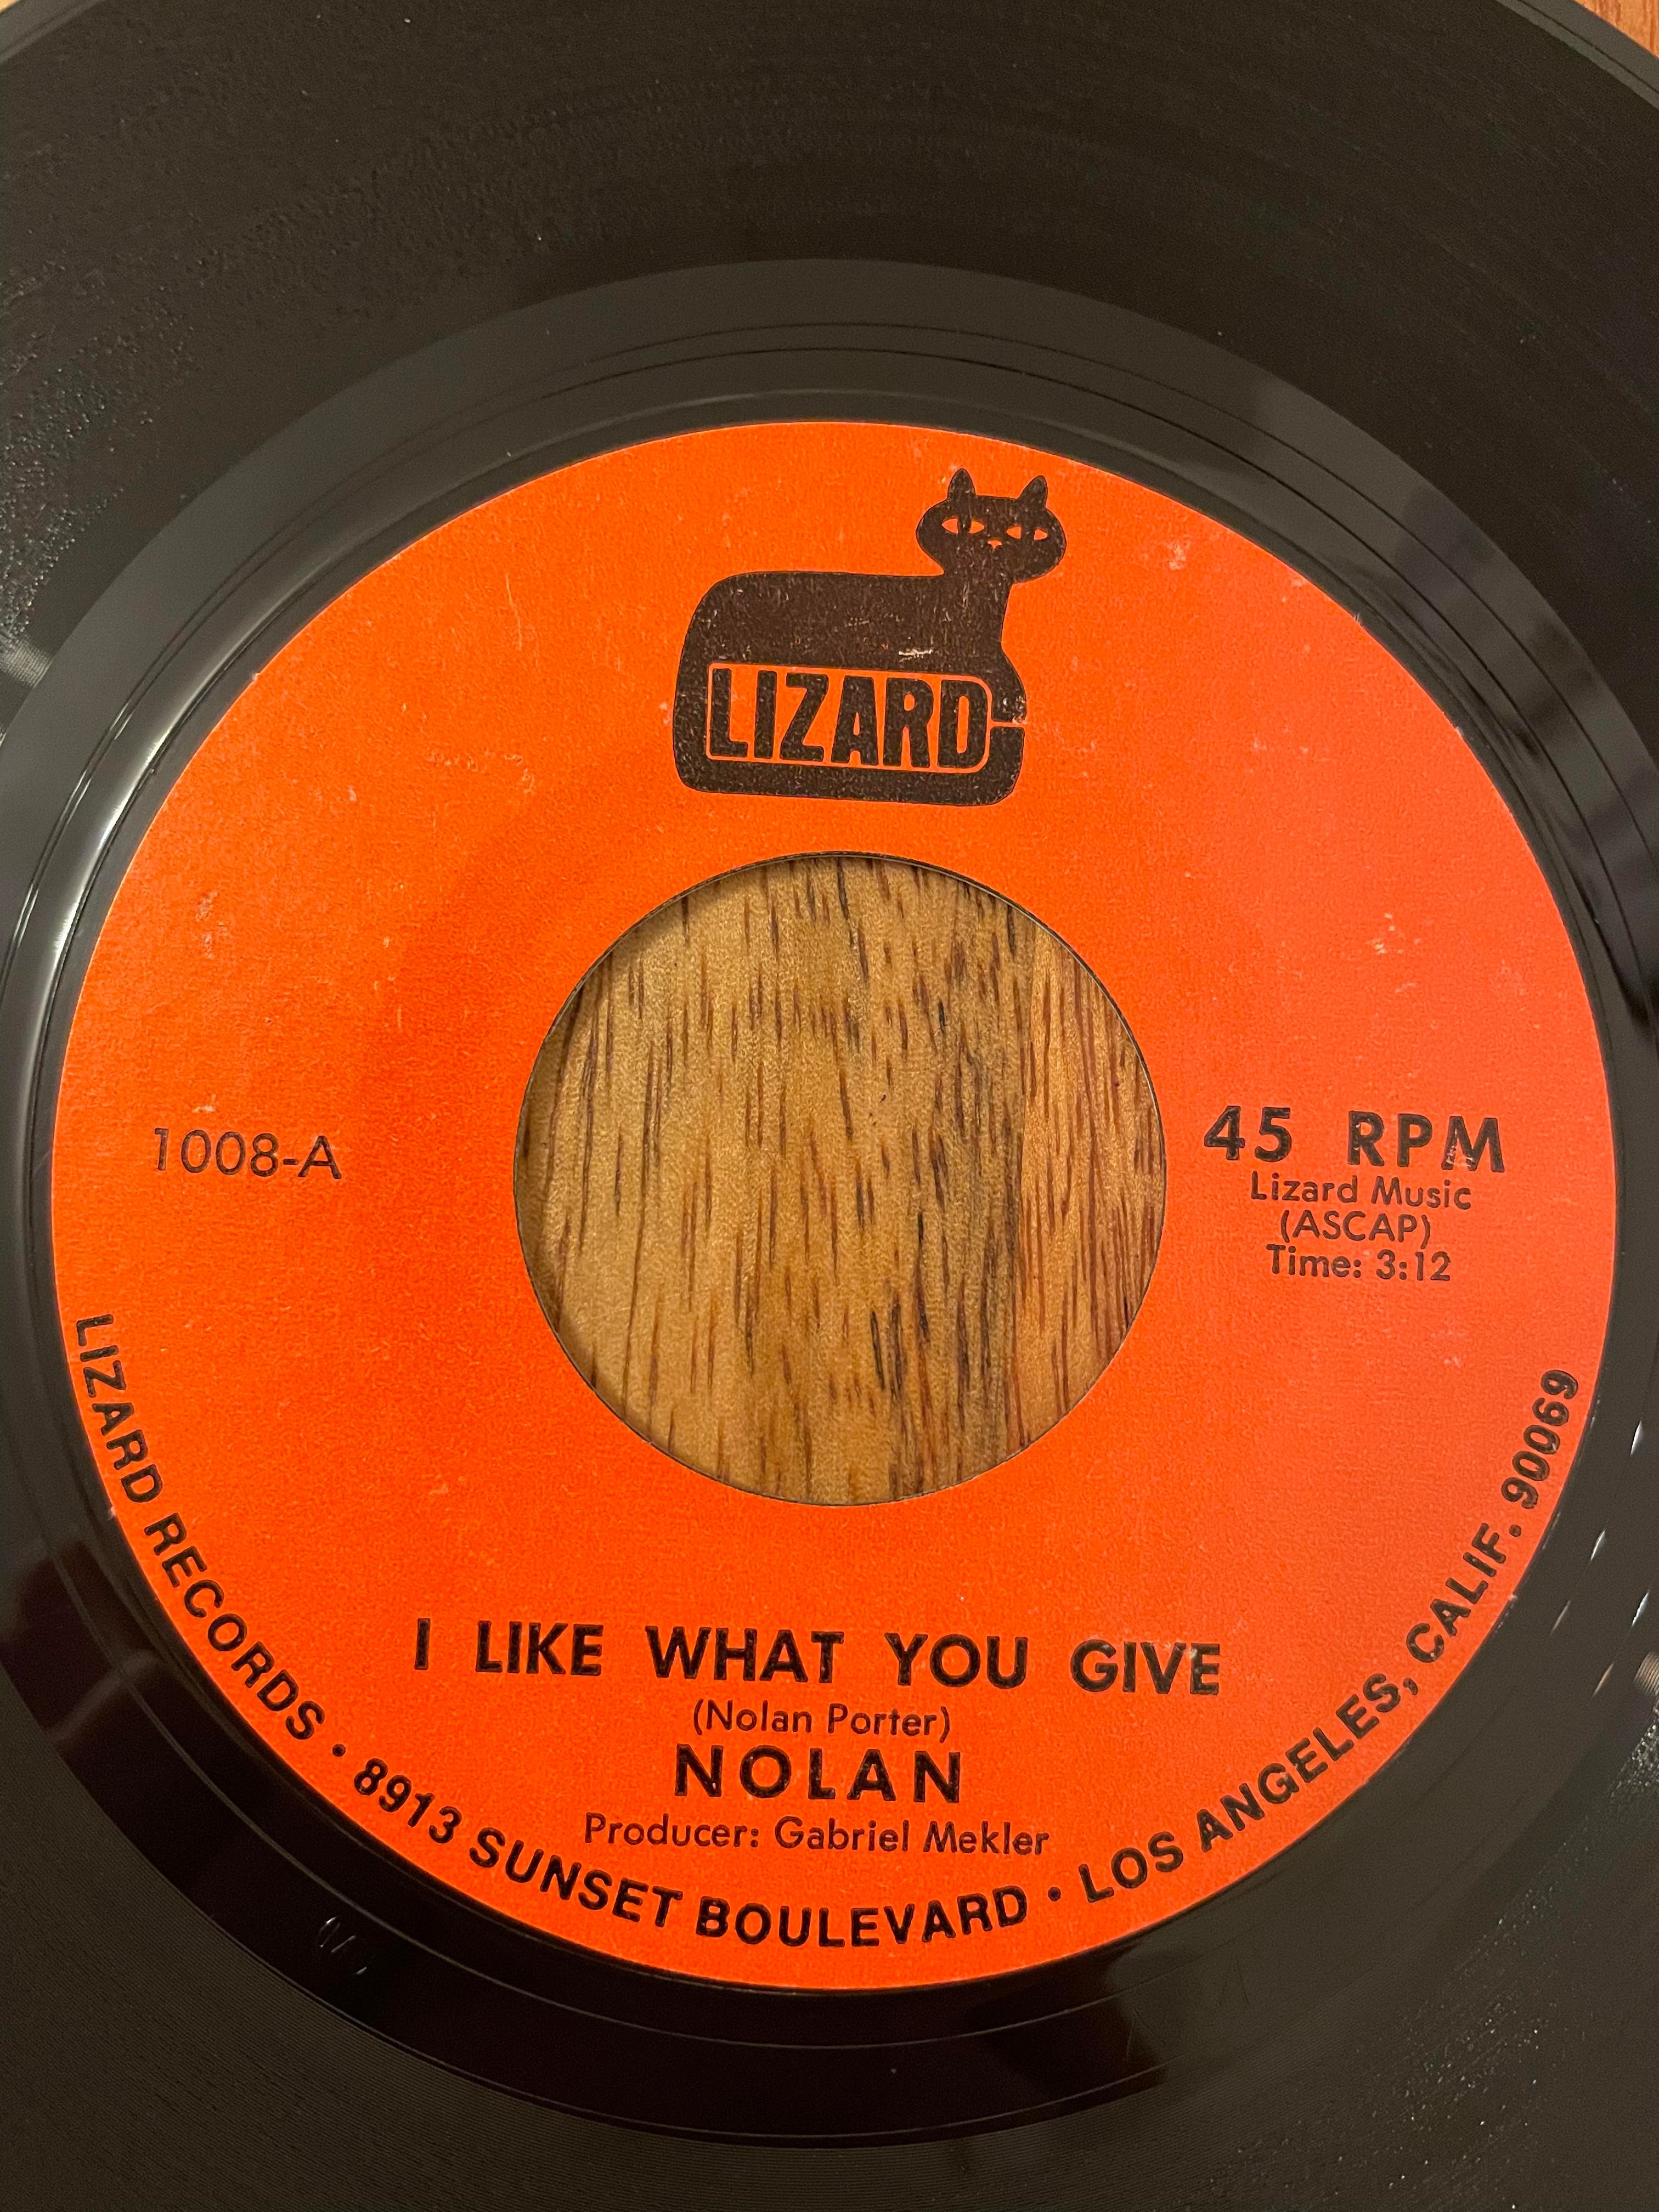 LIZARD
1008-A
45 RPM
Lizard Music
(ASCAP)
Time: 3:12
I LIKE WHAT YOU GIVE
(Nolan Porter)
NOLAN
Producer: Gabriel Mekler
LIZARD RECORDS • 8913 SUNSET BOULEVARD • LOS ANGELES, CALIF. 90069